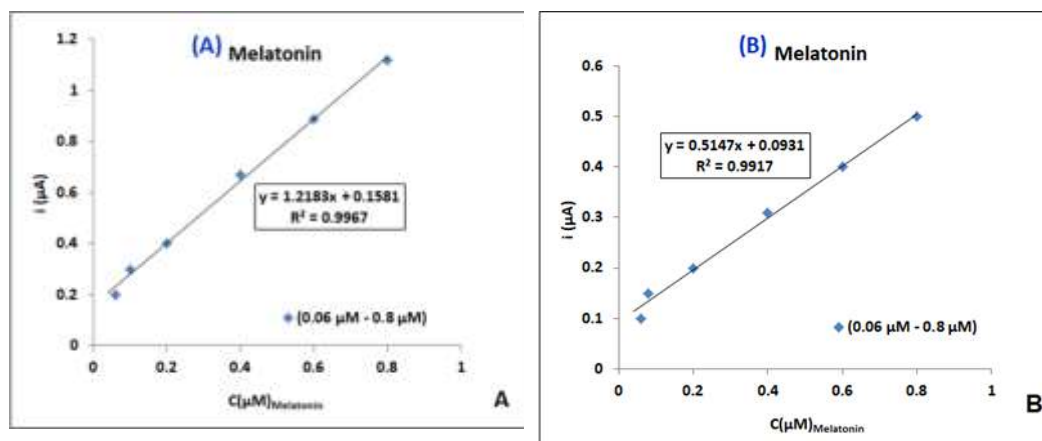 (A) Melatonin
1.2
1
0.8
0.6
0.4
0.2
0
i (µA)
y = 1.2183x + 0.1581
R² = 0.9967
(0.06 µM - 0.8 µM)
0 0.2 0.4 0.6 0.8 1
C(µM)Melatonin
A
(B) Melatonin
0.6
0.5
0.4
0.3
0.2
0.1
0
i (µA)
y = 0.5147x + 0.0931
R² = 0.9917
(0.06 µM - 0.8 µM)
0 0.2 0.4 0.6 0.8 1
C(µM)Melatonin
B